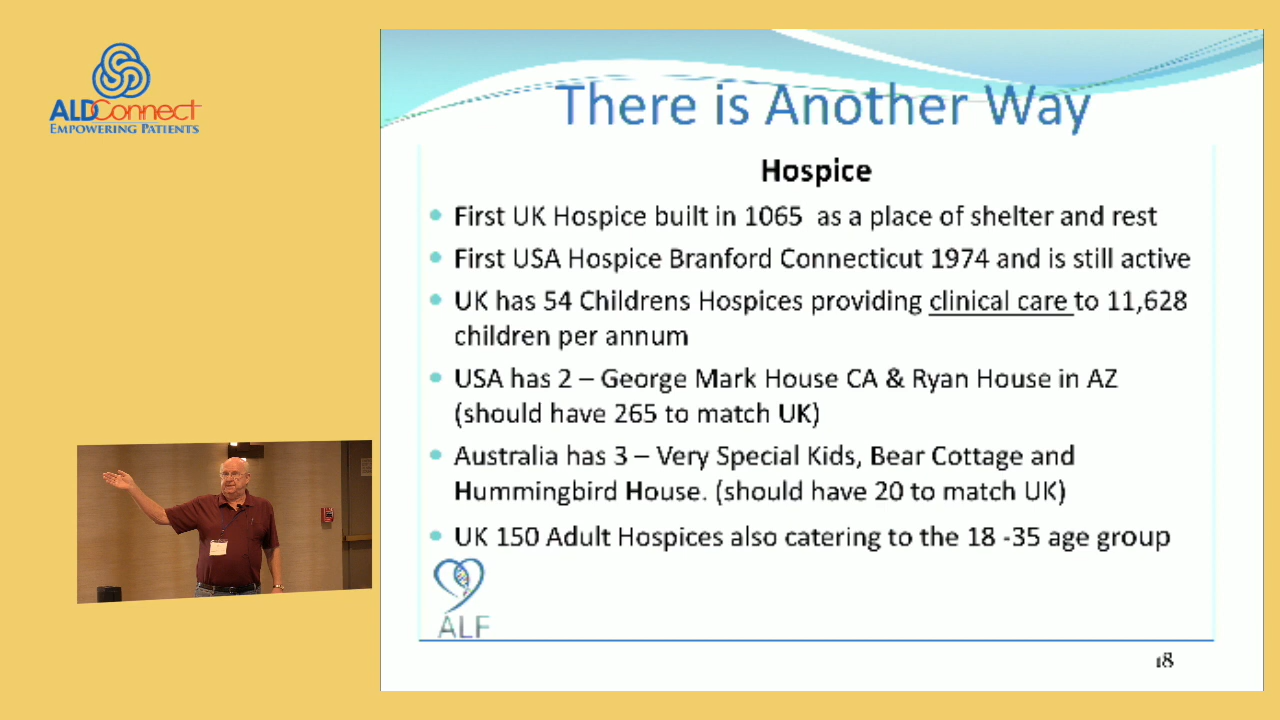 ALDConnect
EMPOWERING PATIENTS
There is Another Way
Hospice
First UK Hospice built in 1065 as a place of shelter and rest
First USA Hospice Branford Connecticut 1974 and is still active
UK has 54 Childrens Hospices providing clinical care to 11,628
children per annum
USA has 2 – George Mark House CA & Ryan House in AZ
(should have 265 to match UK)
Australia has 3 – Very Special Kids, Bear Cottage and
Hummingbird House. (should have 20 to match UK)
UK 150 Adult Hospices also catering to the 18 -35 age group
ALF
18